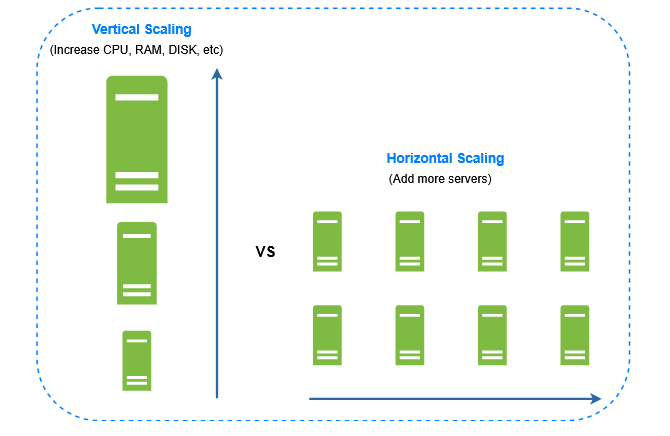 Vertical Scaling
(Increase CPU, RAM, DISK, etc)
VS
Horizontal Scaling
(Add more servers)